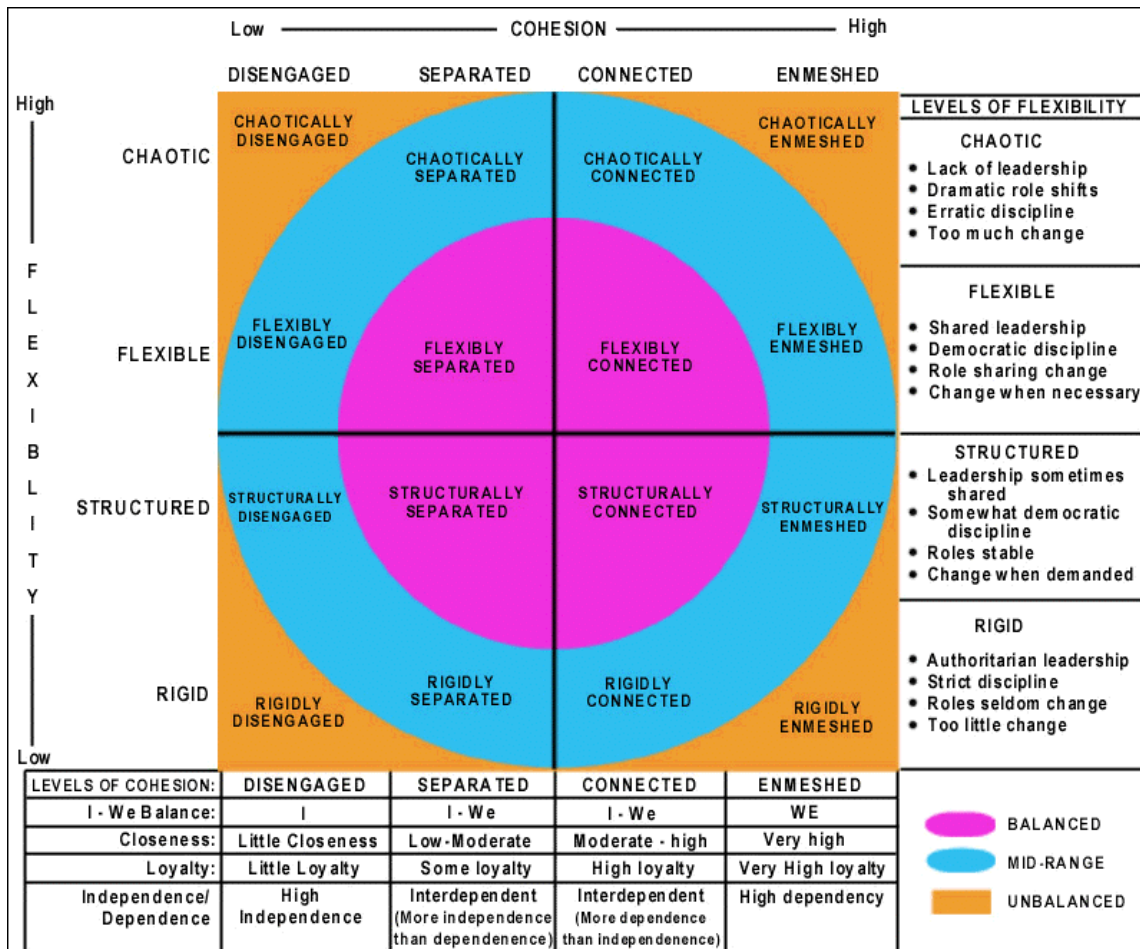 Low COHESION High
DISENGAGED SEPARATED CONNECTED ENMESHED
High
LEVELS OF FLEXIBILITY
CHAOTIC
CHAOTICALLY
DISENGAGED
CHAOTICALLY
SEPARATED
CHAOTICALLY
CONNECTED
CHAOTICALLY
ENMESHED
CHAOTIC
• Lack of leadership
• Dramatic role shifts
• Erratic discipline
• Too much change
F
L
E
X
I
B
L
I
T
Y
FLEXIBLE
FLEXIBLY
DISENGAGED
FLEXIBLY
SEPARATED
FLEXIBLY
CONNECTED
FLEXIBLY
ENMESHED
FLEXIBLE
• Shared leadership
• Democratic discipline
• Role sharing change
• Change when necessary
STRUCTURED
STRUCTURALLY
DISENGAGED
STRUCTURALLY
SEPARATED
STRUCTURALLY
CONNECTED
STRUCTURALLY
ENMESHED
STRUCTURED
• Leadership sometimes
shared
• Somewhat democratic
discipline
• Roles stable
• Change when demanded
RIGID
RIGIDLY
DISENGAGED
RIGIDLY
SEPARATED
RIGIDLY
CONNECTED
RIGIDLY
ENMESHED
RIGID
• Authoritarian leadership
• Strict discipline
• Roles seldom change
• Too little change
Low
LEVELS OF COHESION: DISENGAGED SEPARATED CONNECTED ENMESHED
I - We Balance: I I - We I - We WE
Closeness: Little Closeness Low-Moderate Moderate - high Very high
Loyalty: Little Loyalty Some loyalty High loyalty Very High loyalty
Independence/
Dependence
High
Independence
Interdependent
(More independence
than dependenence)
Interdependent
(More dependence
than independenence)
High dependency
BALANCED
MID-RANGE
UNBALANCED